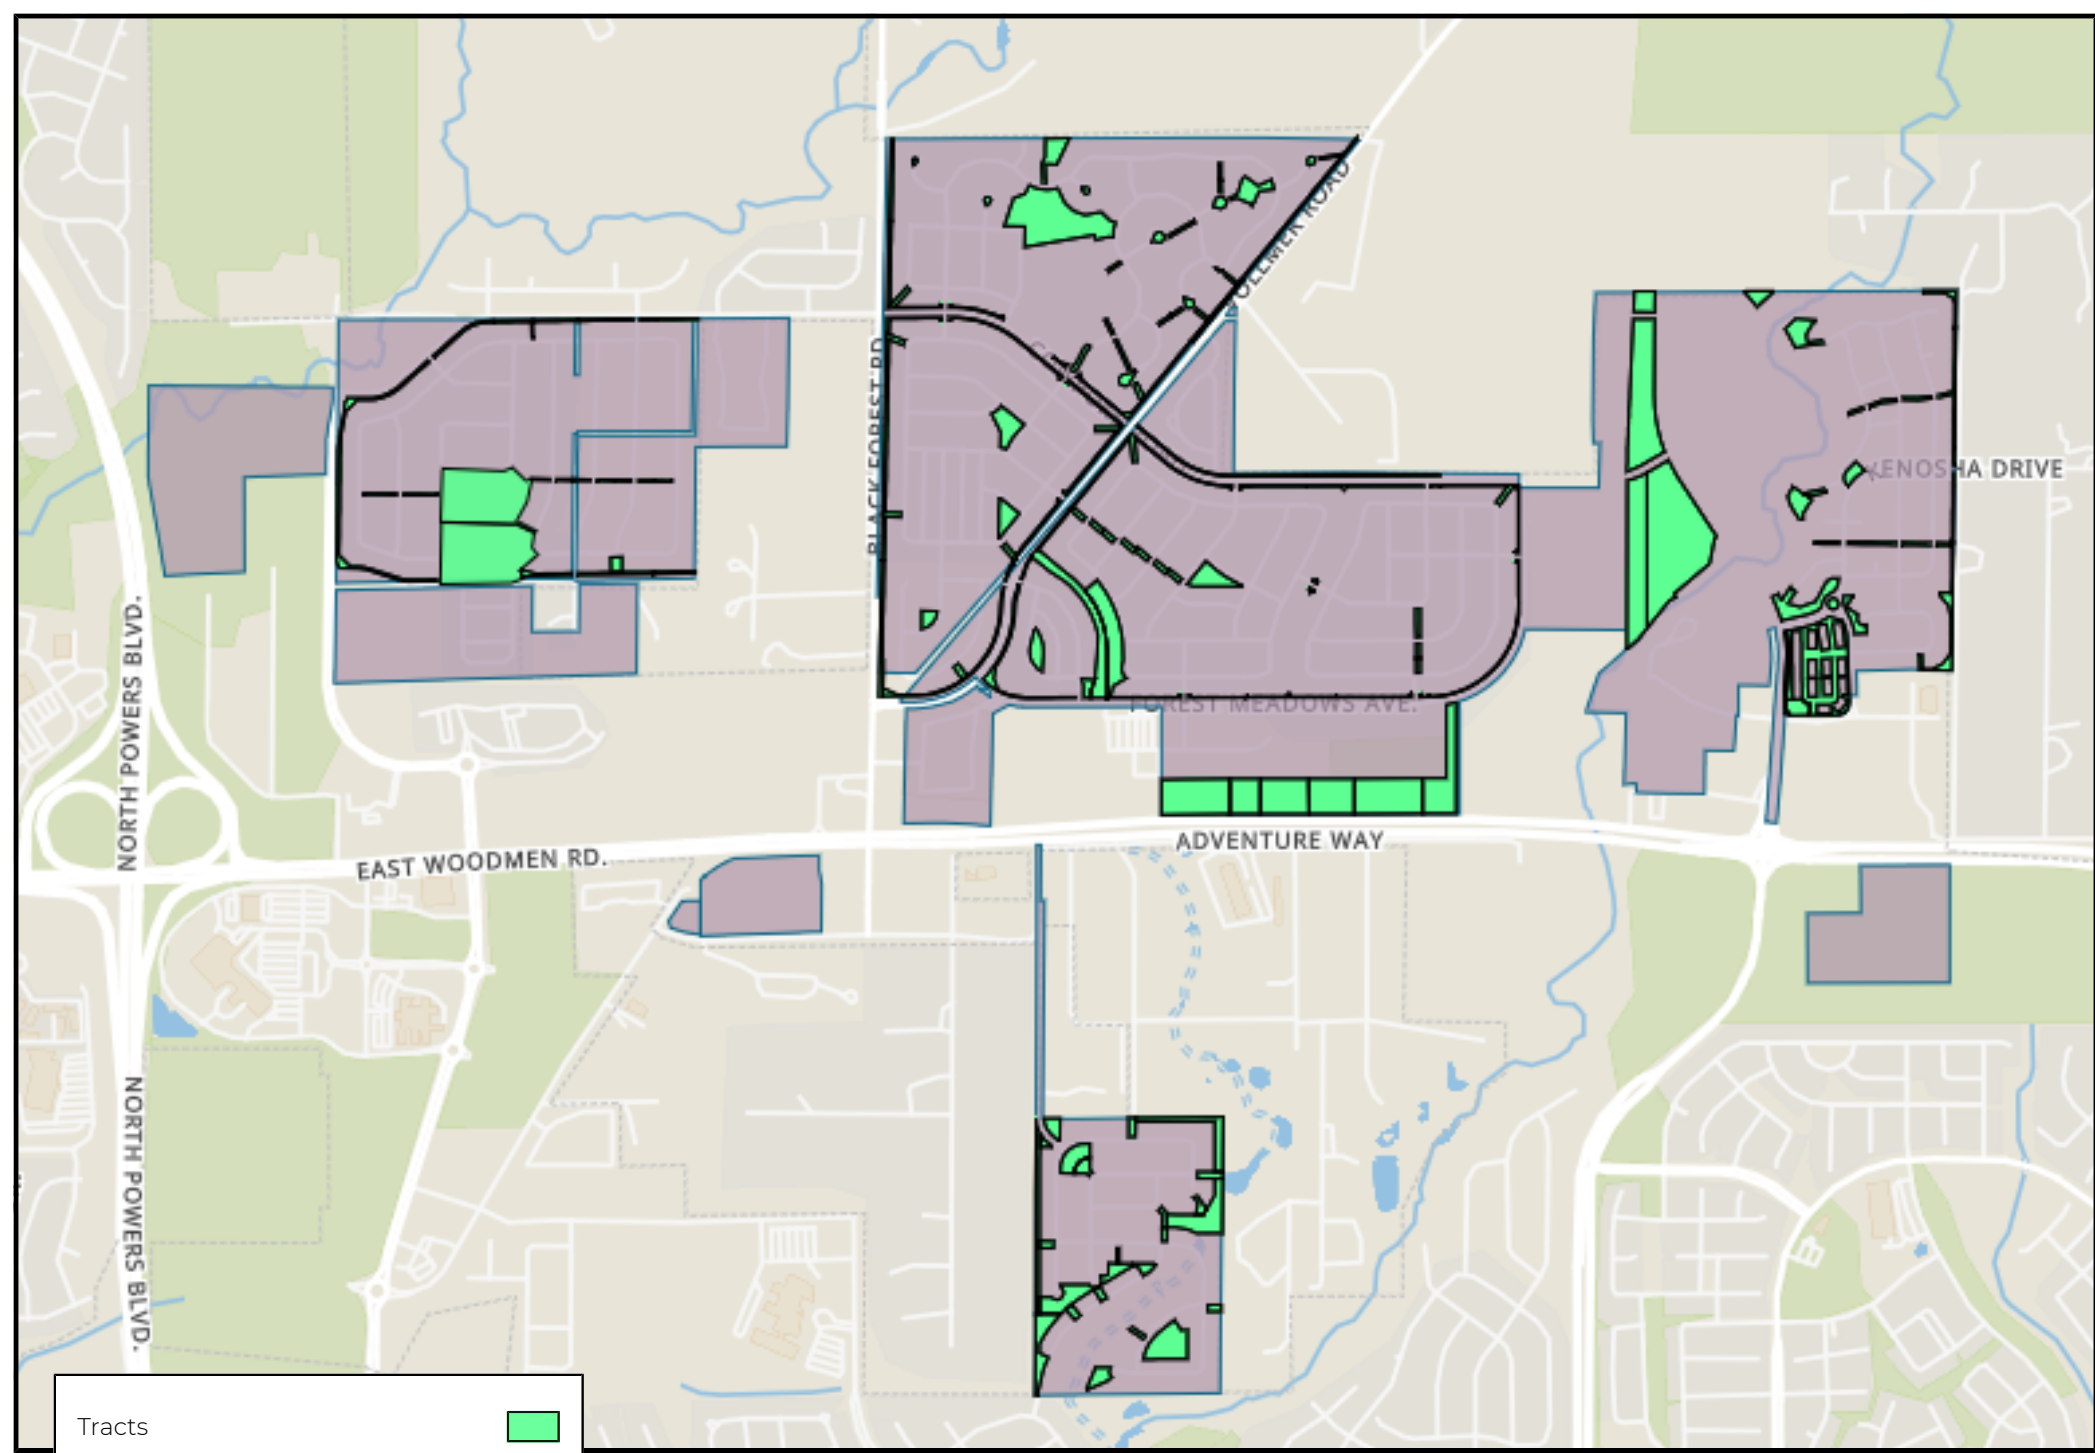 VOLLMER ROAD
BLACK FOREST RD.
KENOSHA DRIVE
NORTH POWERS BLVD.
FOREST MEADOWS AVE.
ADVENTURE WAY
EAST WOODMEN RD.
NORTH POWERS BLVD.
Tracts